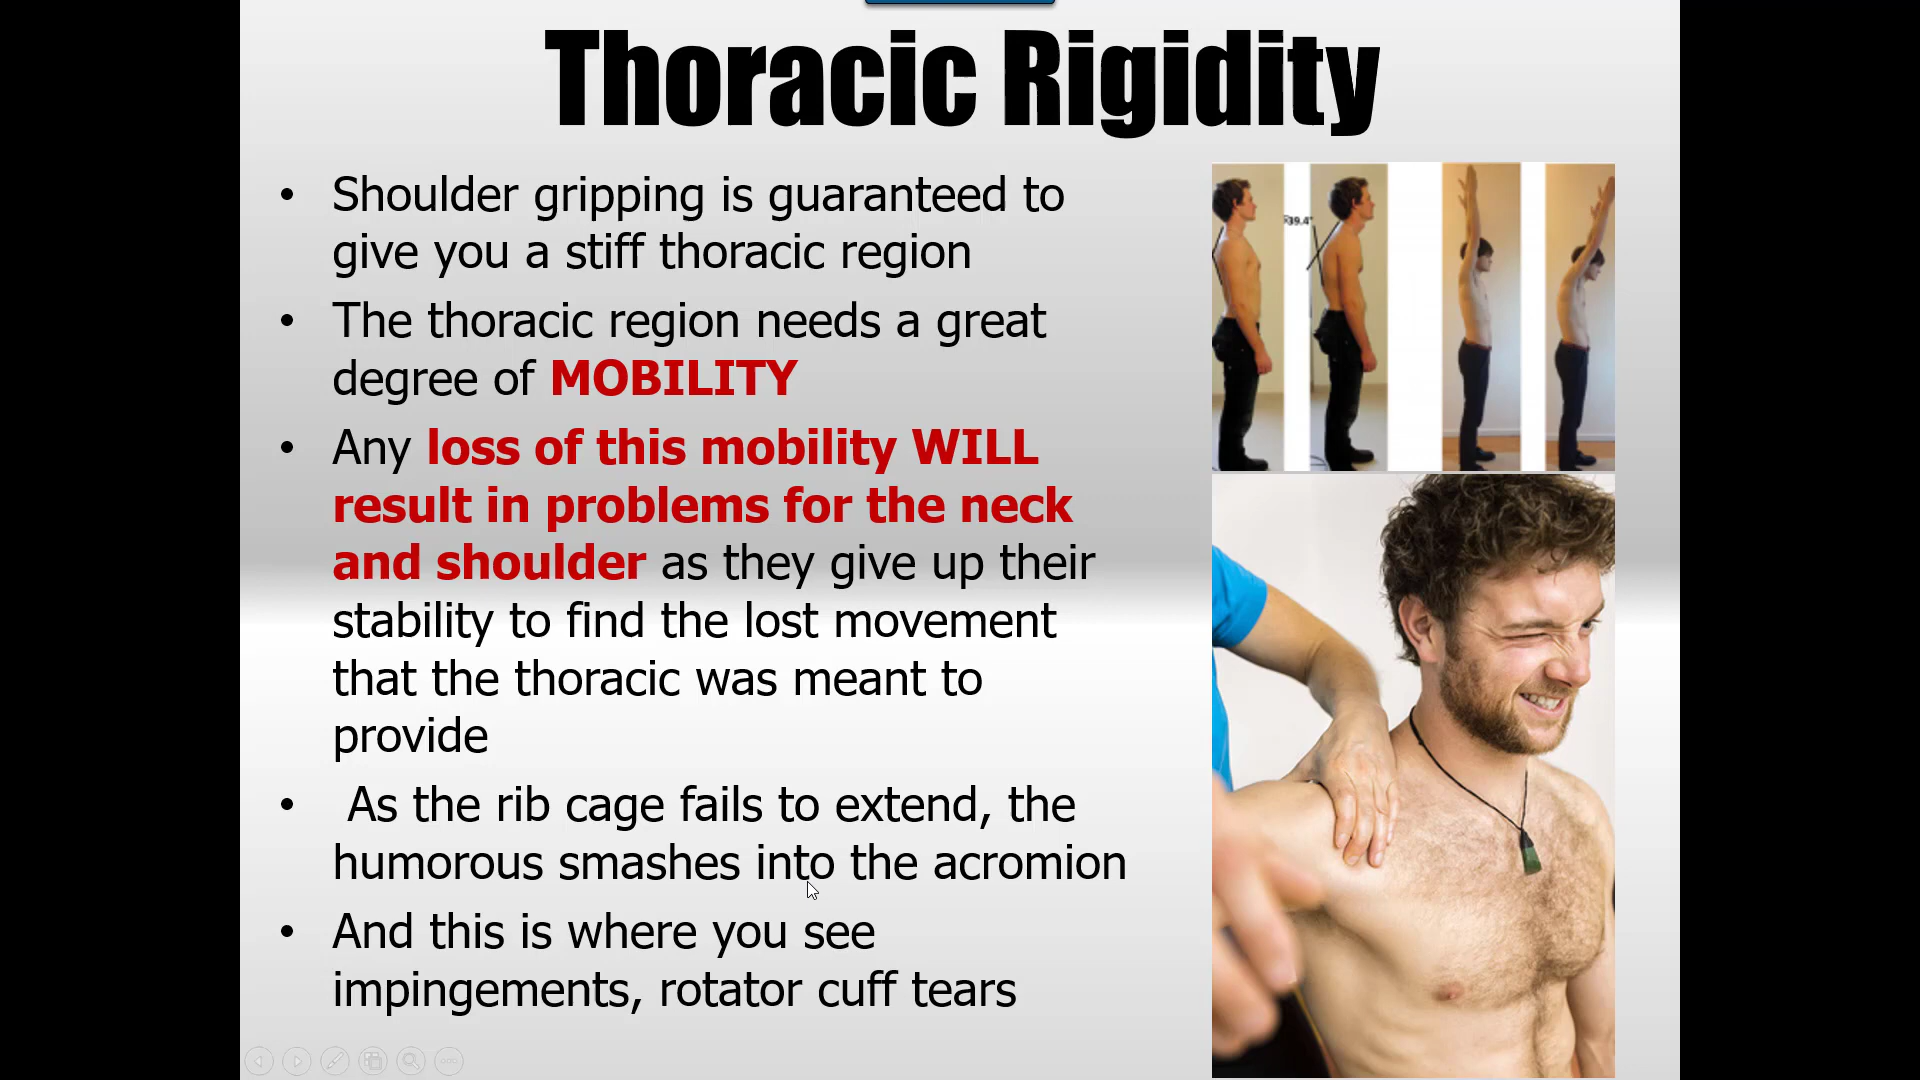 Thoracic Rigidity
• Shoulder gripping is guaranteed to
give you a stiff thoracic region
• The thoracic region needs a great
degree of MOBILITY
• Any loss of this mobility WILL
result in problems for the neck
and shoulder as they give up their
stability to find the lost movement
that the thoracic was meant to
provide
• As the rib cage fails to extend, the
humorous smashes into the acromion
• And this is where you see
impingements, rotator cuff tears
39.4°